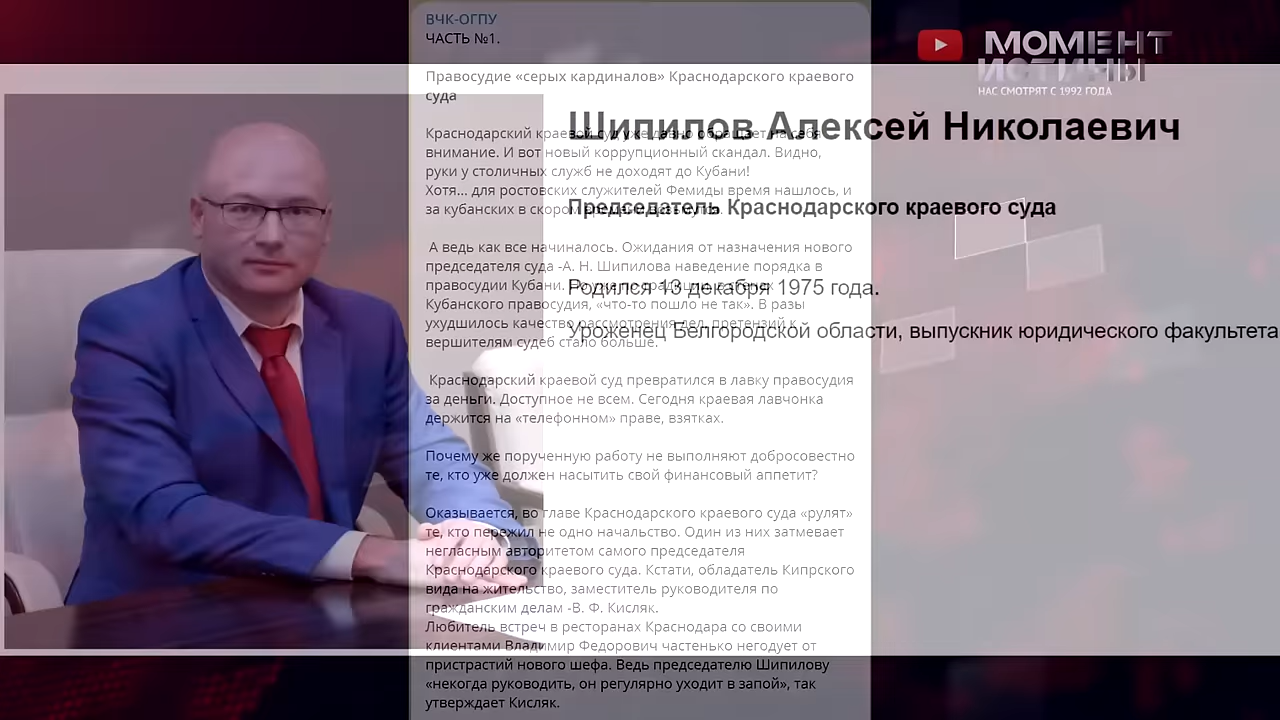 ВЧК-ОГПУ
ЧАСТЬ №1.
Правосудие «серых кардиналов» Краснодарского краевого
суда
Краснодарский краевой суд уже давно обращает на себя
внимание. И вот новый коррупционный скандал. Видно,
руки у столичных служб не доходят до Кубани!
Хотя... для ростовских служителей Фемиды время нашлось, и
за кубанских в скором
А ведь как все начиналось. Ожидания от назначения нового
председателя суда -А. Н. Шипилова наведение порядка в
правосудии Кубани.
Кубанского правосудия, «что-то пошло не так». В разы
ухудшилось качество рассмотрения дел, претензий к
вершителям судеб стало больше.
Краснодарский краевой суд превратился в лавку правосудия
за деньги. Доступное не всем. Сегодня краевая лавчонка
держится на «телефонном» праве, взятках.
Почему же порученную работу не выполняют добросовестно
те, кто уже должен насытить свой финансовый аппетит?
Оказывается, во главе Краснодарского краевого суда «рулят»
те, кто пережил не одно начальство. Один из них затмевает
негласным авторитетом самого председателя
Краснодарского краевого суда. Кстати, обладатель Кипрского
вида на жительство, заместитель руководителя по
гражданским делам -В. Ф. Кисляк.
Любитель встреч в ресторанах Краснодара со своими
клиентами Владимир Федорович частенько негодует от
пристрастий нового шефа. Ведь председателю Шипилову
«некогда руководить, он регулярно уходит в запой», так
утверждает Кисляк.
МОМЕНТ
ИСТИНЫ
НАС СМОТРЯТ С 1992 ГОДА
Шипилов Алексей Николаевич
Председатель Краснодарского краевого суда
Родился 13 декабря 1975 года.
Уроженец Белгородской области, выпускник юридического факультета